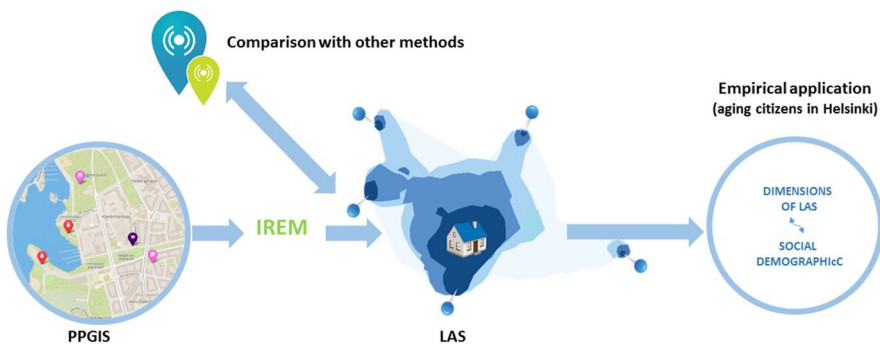 Comparison with other methods
Empirical application
(aging citizens in Helsinki)
IREM
DIMENSIONS
OF LAS
SOCIAL
DEMOGRAPHIcC
PPGIS
LAS